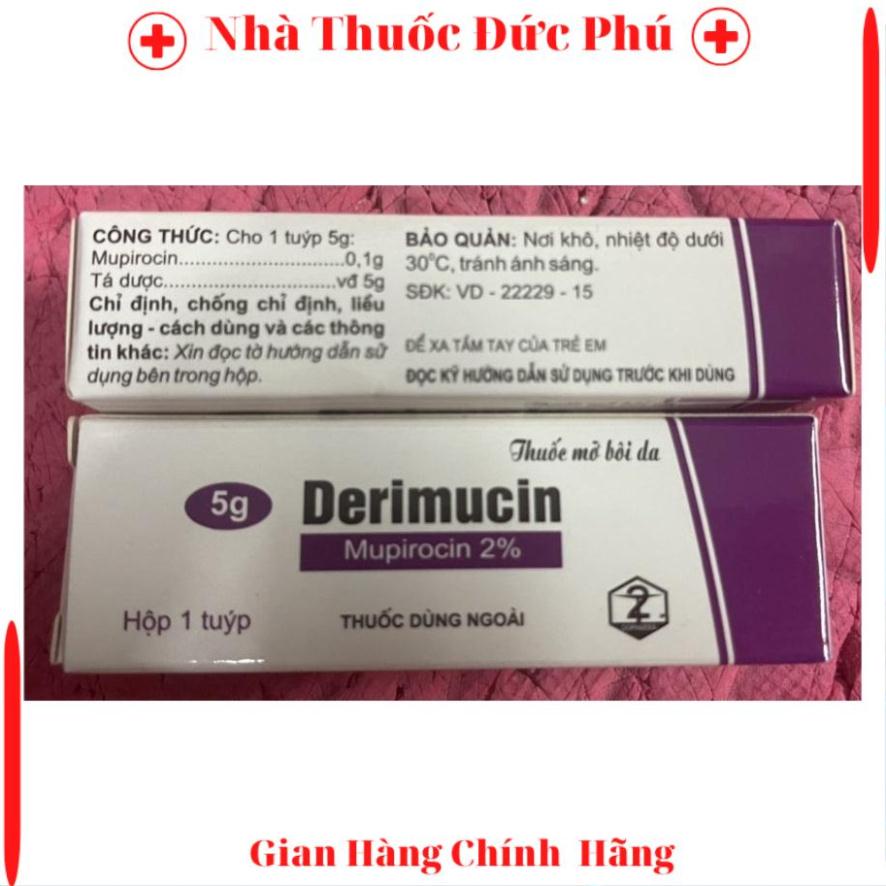 Nhà Thuốc Đức Phú
CÔNG THỨC: Cho 1 tuýp 5g:
Mupirocin..............................0,1g
Tá dược...............................vđ 5g
Chỉ định, chống chỉ định, liều
lượng - cách dùng và các thông
tin khác: Xin đọc tờ hướng dẫn sử
dụng bên trong hộp.
BẢO QUẢN: Nơi khô, nhiệt độ dưới
30°C, tránh ánh sáng.
SĐK: VD - 22229 - 15
ĐỂ XA TẦM TAY CỦA TRẺ EM
ĐỌC KỸ HƯỚNG DẪN SỬ DỤNG TRƯỚC KHI DÙNG
Thuốc mỡ bôi da
5g
Derimucin
Mupirocin 2%
Hộp 1 tuýp
THUỐC DÙNG NGOÀI
2
Gian Hàng Chính Hãng